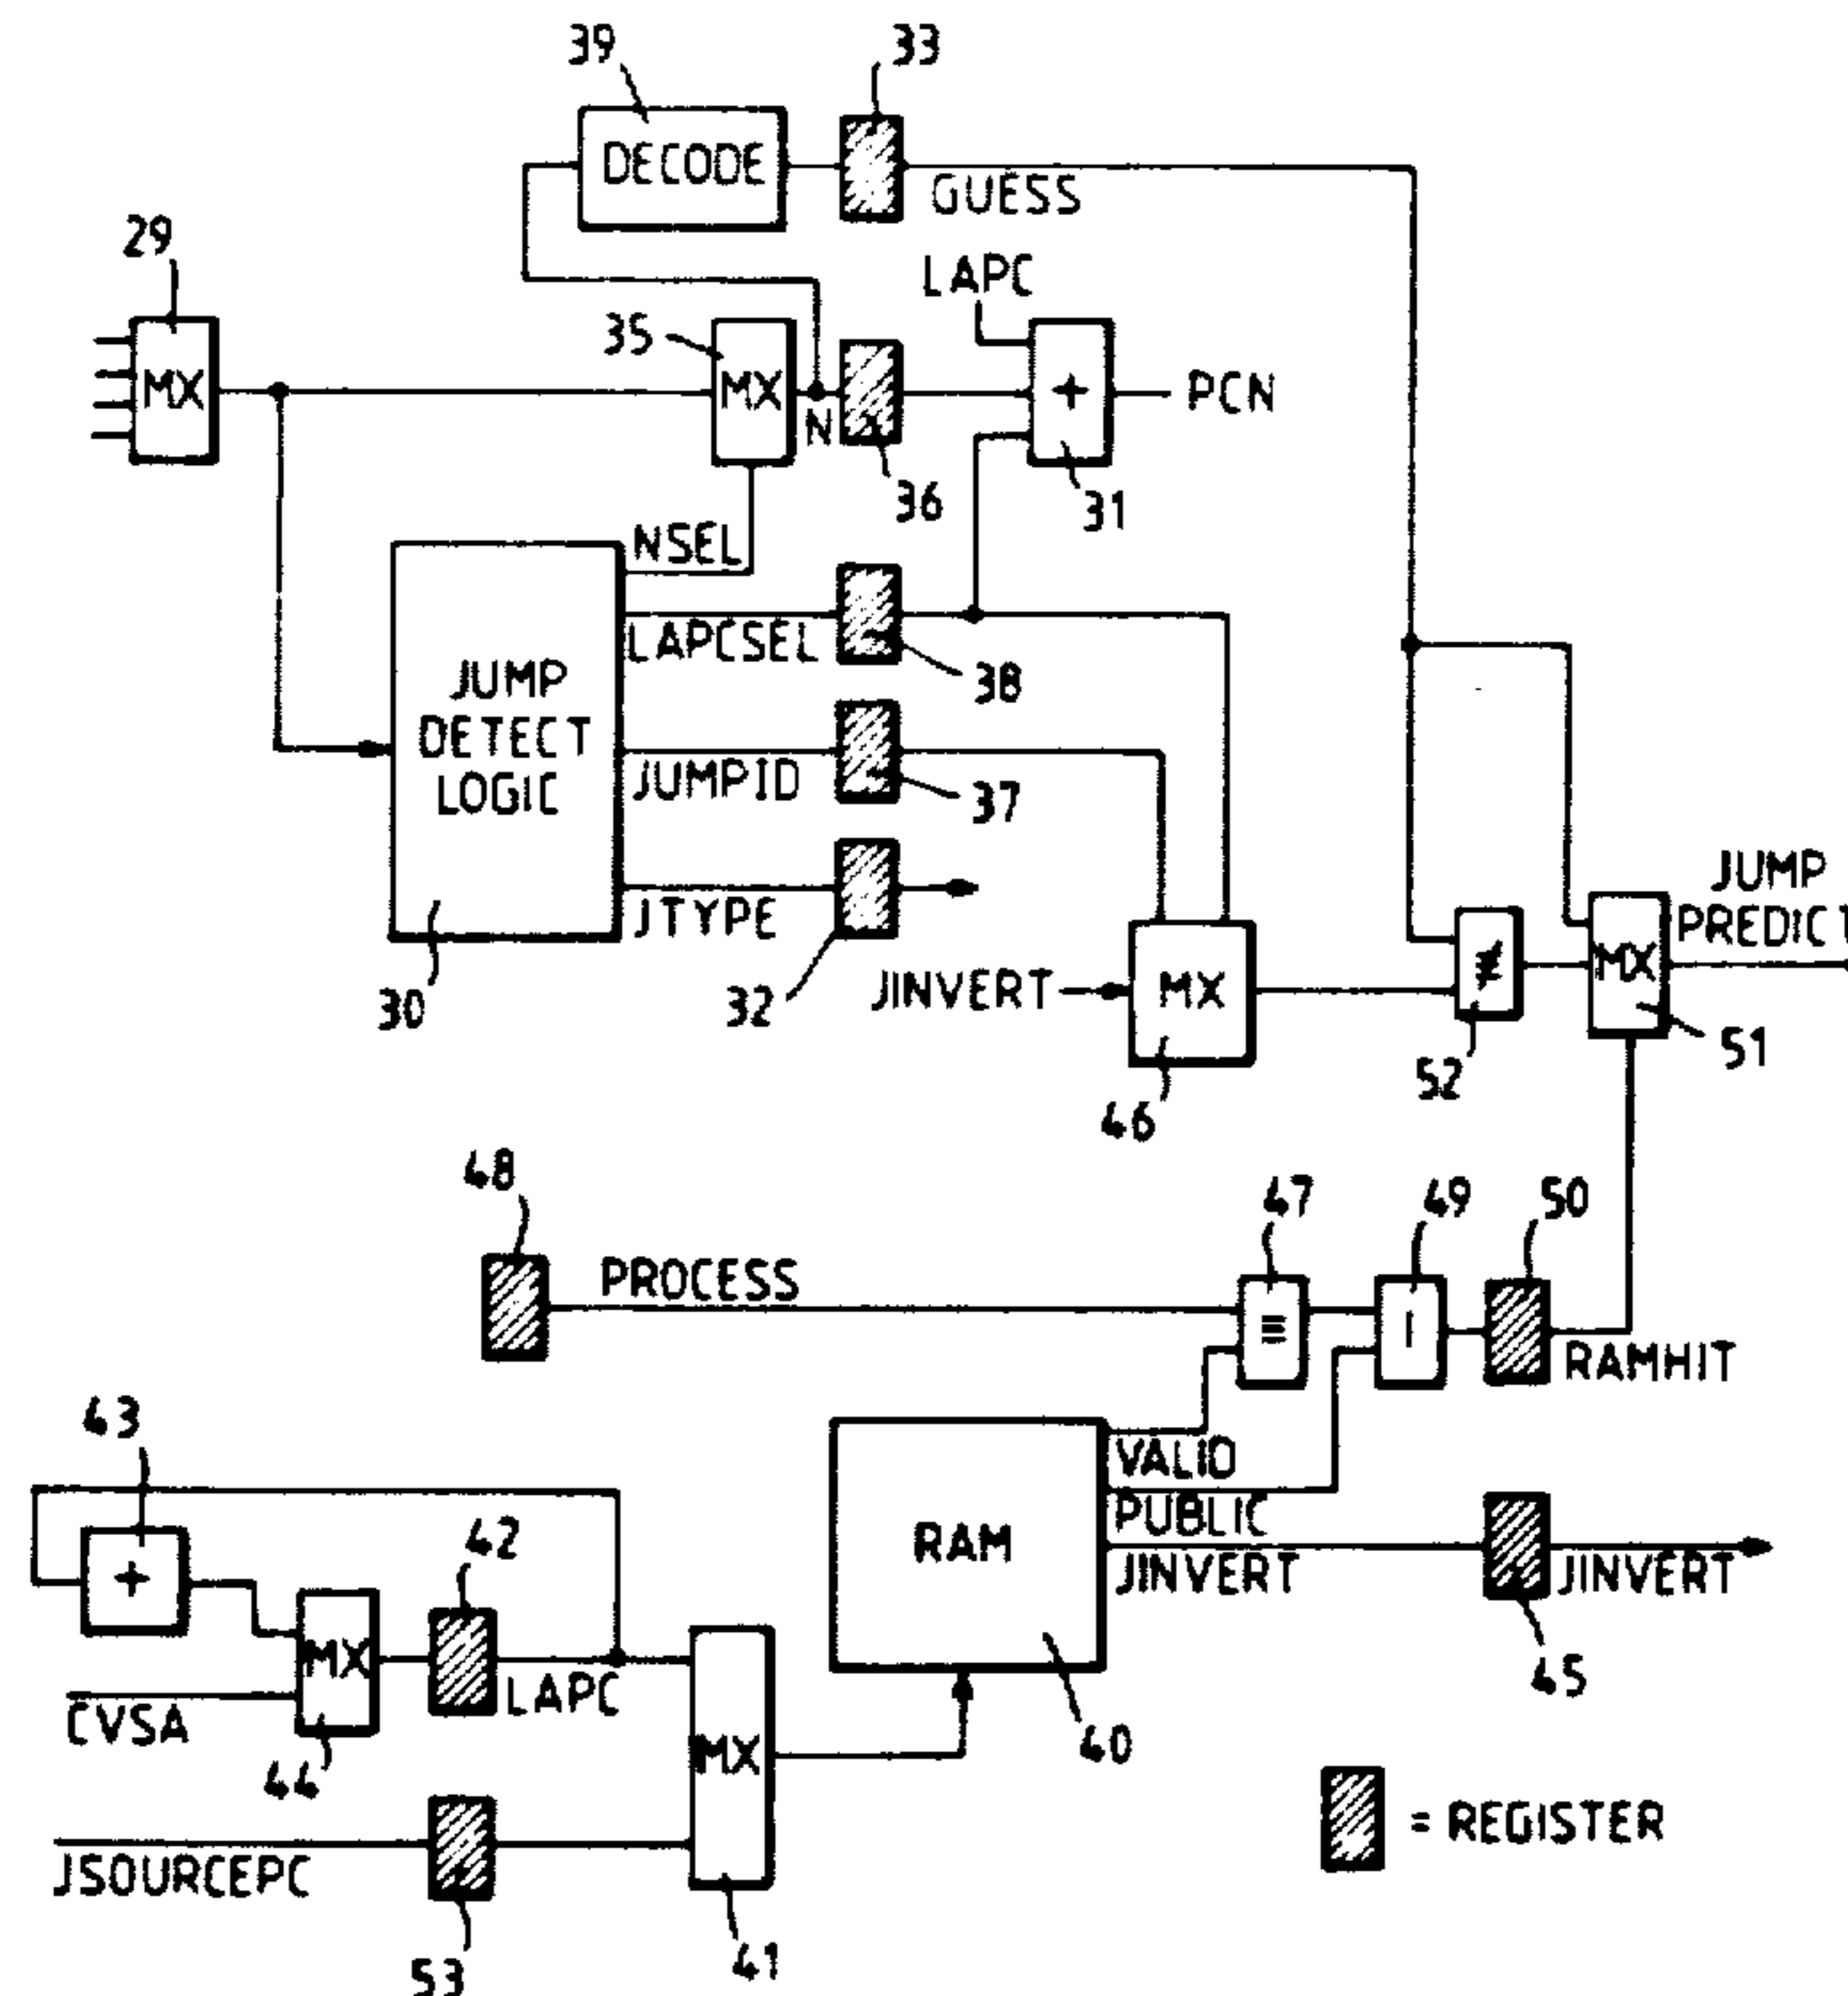 39
33
DECODE
GUESS
29
LAPC
35
MX
MX
N
+
PCN
36
31
NSEL
LAPCSEL
38
JUMP
DETECT
LOGIC
JUMPID
37
JTYPE
30
32
JINVERT
MX
46
≢
52
MX
JUMP
PREDICT
51
48
PROCESS
47
49
50
≡
RAMHIT
43
VALID
PUBLIC
JINVERT
RAM
JINVERT
42
+
MX
LAPC
CVSA
44
MX
40
45
JSOURCEPC
= REGISTER
53
41